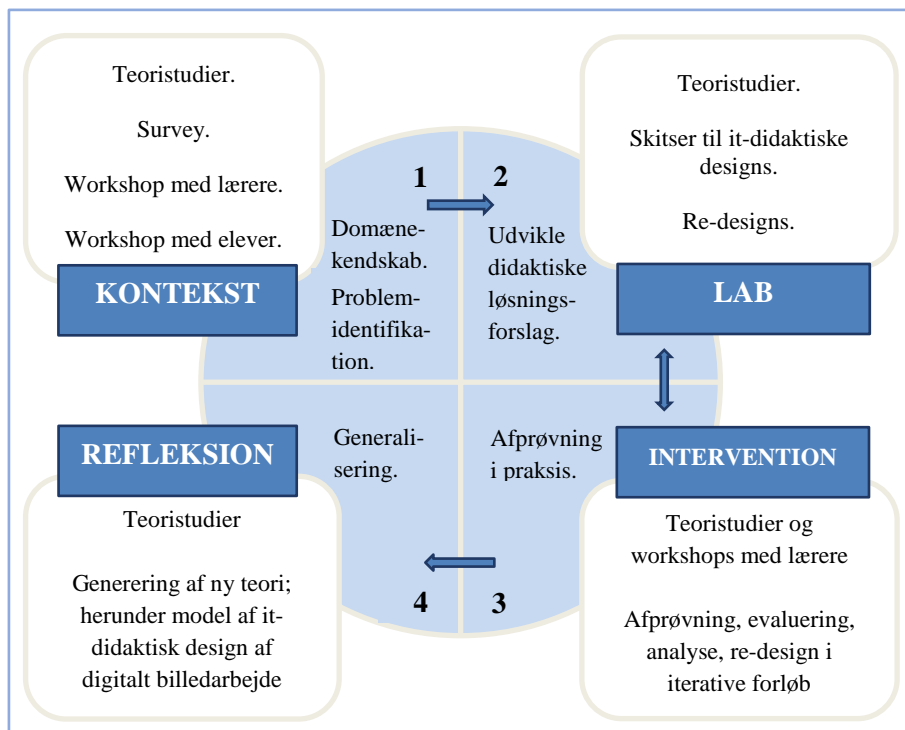 Teoristudier.
Survey.
Workshop med lærere.
Workshop med elever.
KONTEKST
1
Domæne-
kendskab.
Problem-
identifika-
tion.
2
Udvikle
didaktiske
løsnings-
forslag.
Teoristudier.
Skitser til it-didaktiske
designs.
Re-designs.
LAB
REFLEKSION
Teoristudier
Generering af ny teori;
herunder model af it-
didaktisk design af
digitalt billedarbejde
Generali-
sering.
4
Afprøvning
i praksis.
3
INTERVENTION
Teoristudier og
workshops med lærere
Afprøvning, evaluering,
analyse, re-design i
iterative forløb